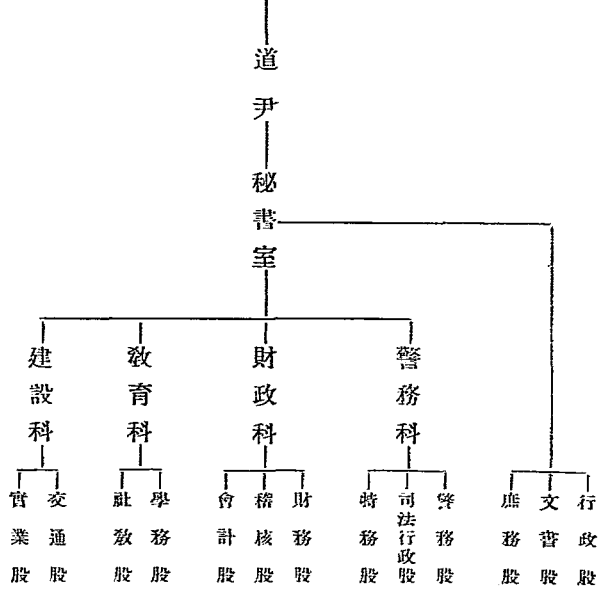 道尹
秘書室
警務科
財政科
教育科
建設科
行政股
文書股
庶務股
警務股
司法行政股
特務股
財務股
稽核股
會計股
學務股
社教股
交通股
實業股